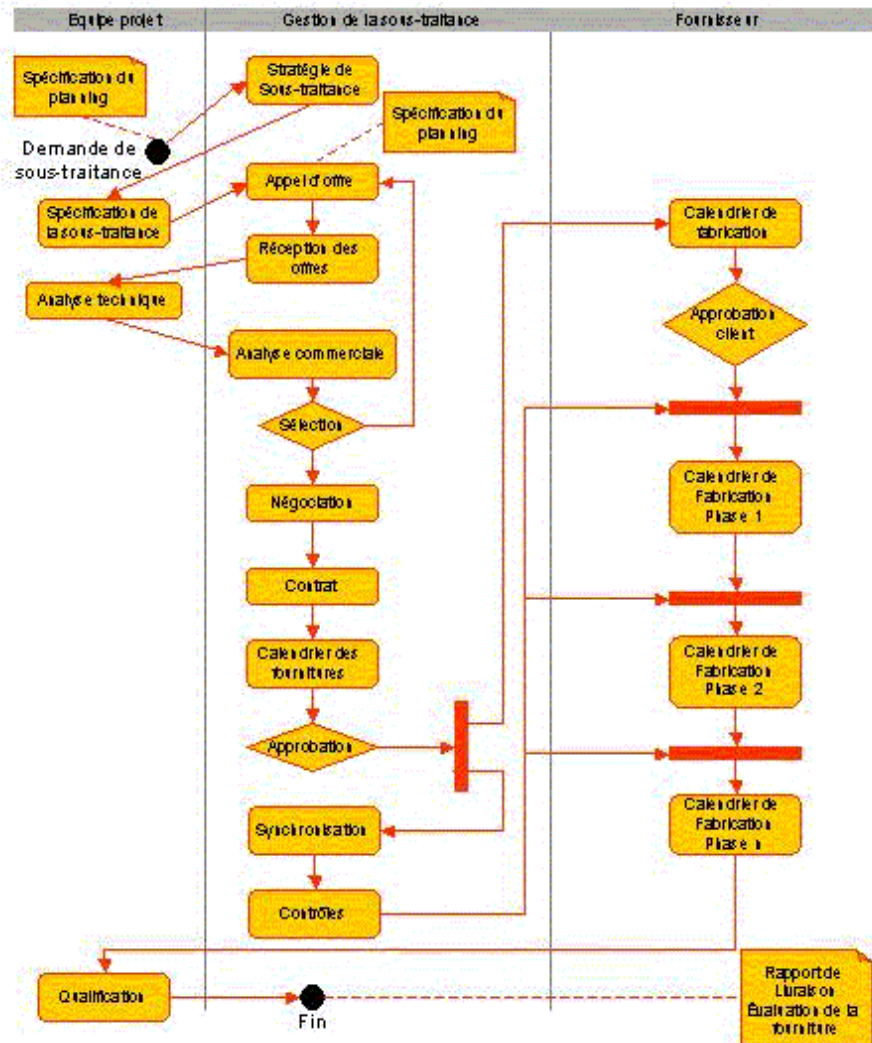 Equipe projet
Gestion de la sous-traitance
Fournisseur
Spécification du
planning
Stratégie de
Sous-traitance
Spécification du
planning
Demande de
sous-traitance
Appel d'offre
Spécification de
la sous-traitance
Calendrier de
fabrication
Réception des
offres
Analyse technique
Approbation
client
Analyse commerciale
Sélection
Négociation
Calendrier de
Fabrication
Phase 1
Contrat
Calendrier des
fournitures
Calendrier de
Fabrication
Phase 2
Approbation
Synchronisation
Calendrier de
Fabrication
Phase n
Contrôles
Qualification
Fin
Rapport de
Livraison
Évaluation de la
fourniture